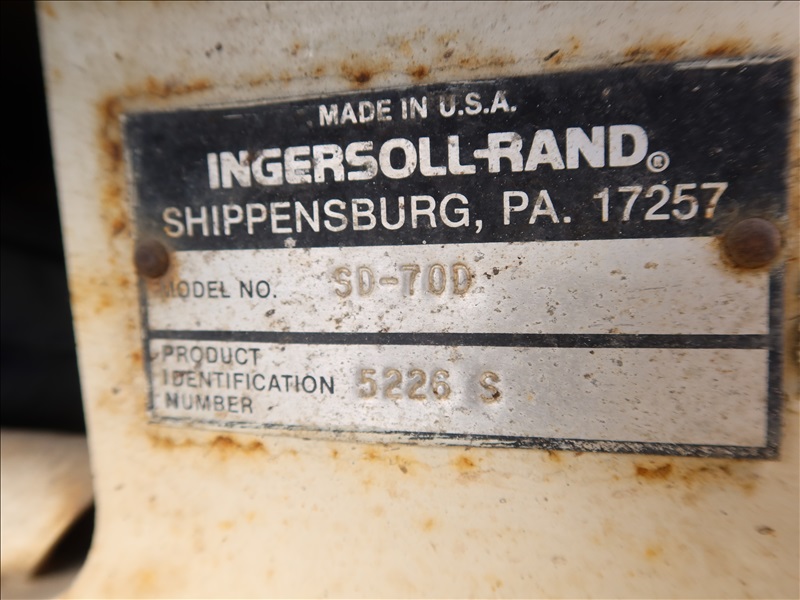 MADE IN U.S.A.
INGERSOLL-RAND®
SHIPPENSBURG, PA. 17257
MODEL NO. SD-70D
PRODUCT
IDENTIFICATION 5226 S
NUMBER